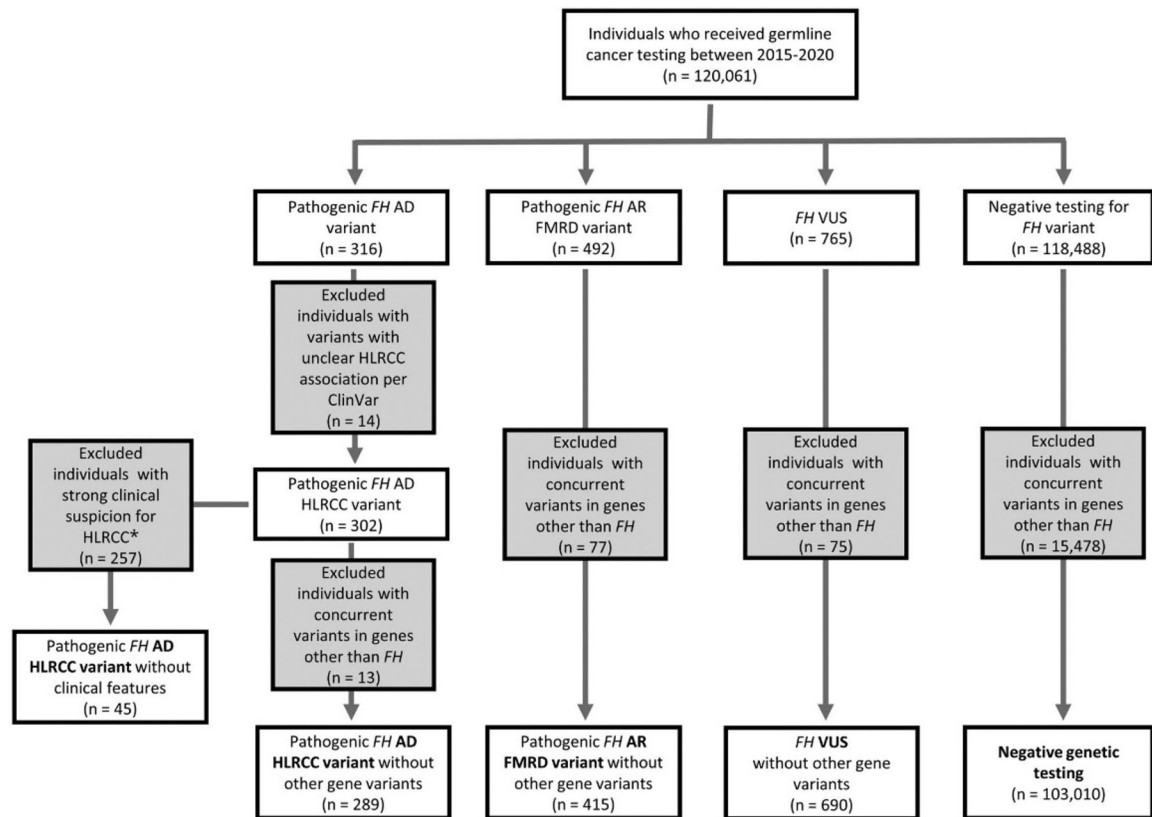 Individuals who received germline
cancer testing between 2015-2020
(n = 120,061)
Pathogenic FH AD
variant
(n = 316)
Pathogenic FH AR
FMRD variant
(n = 492)
FH VUS
(n = 765)
Negative testing for
FH variant
(n = 118,488)
Excluded
individuals with
variants with
unclear HLRCC
association per
ClinVar
(n = 14)
Excluded
individuals with
strong clinical
suspicion for
HLRCC*
(n = 257)
Pathogenic FH AD
HLRCC variant
(n = 302)
Excluded
individuals with
concurrent
variants in genes
other than FH
(n = 77)
Excluded
individuals with
concurrent
variants in genes
other than FH
(n = 75)
Excluded
individuals with
concurrent
variants in genes
other than FH
(n = 15,478)
Excluded
individuals with
concurrent
variants in genes
other than FH
(n = 13)
Pathogenic FH AD
HLRCC variant without
clinical features
(n = 45)
Pathogenic FH AD
HLRCC variant without
other gene variants
(n = 289)
Pathogenic FH AR
FMRD variant without
other gene variants
(n = 415)
FH VUS
without other gene
variants
(n = 690)
Negative genetic
testing
(n = 103,010)